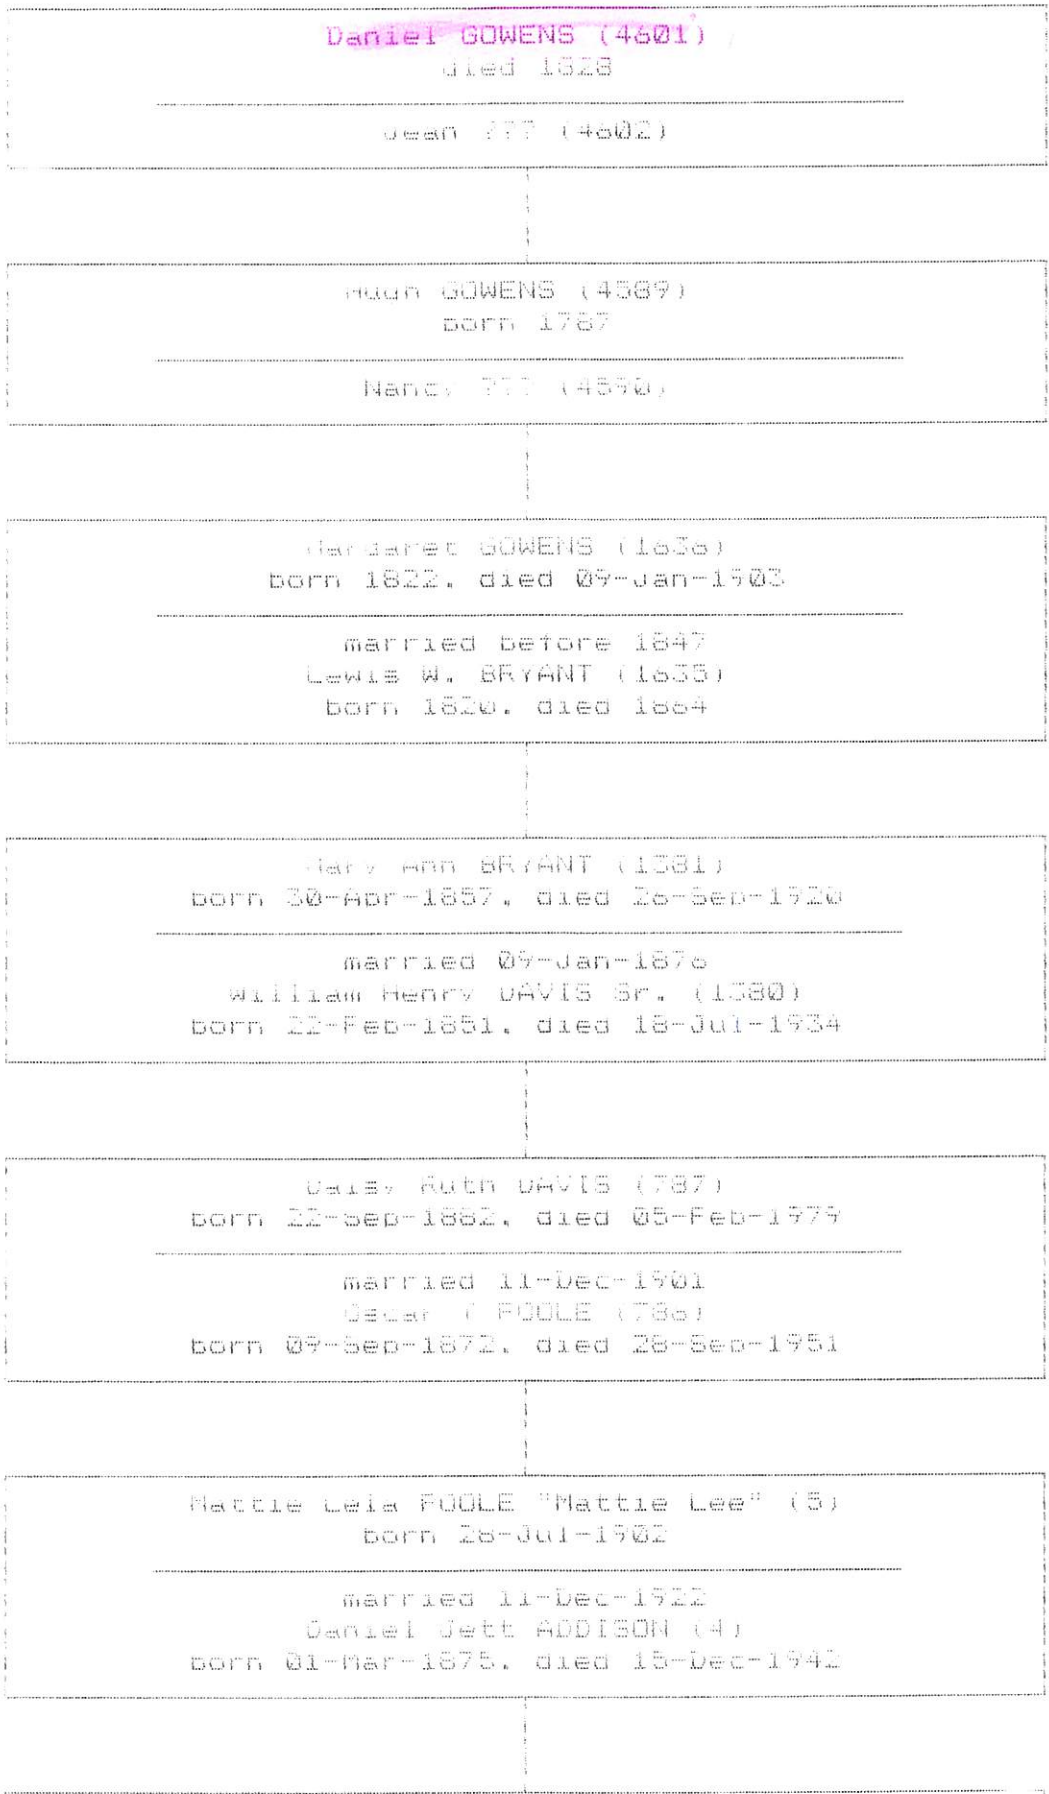 Daniel GOWENS (4601)
died 1828
Jean ??? (4602)
Hugh GOWENS (4589)
born 1787
Nancy ??? (4590)
Margaret GOWENS (1636)
born 1822, died 09-Jan-1903
married before 1847
Lewis W. BRYANT (1635)
born 1820, died 1864
Mary Ann BRYANT (1381)
born 30-Apr-1857, died 26-Sep-1920
married 09-Jan-1876
William Henry DAVIS Sr. (1380)
born 22-Feb-1851, died 18-Jul-1934
Daisy Ruth DAVIS (787)
born 22-Sep-1882, died 05-Feb-1979
married 11-Dec-1901
Oscar POOLE (786)
born 09-Sep-1872, died 28-Sep-1951
Mattie Lela POOLE "Mattie Lee" (5)
born 28-Jul-1902
married 11-Dec-1922
Daniel Jett ADDISON (4)
born 01-Mar-1875, died 15-Dec-1942